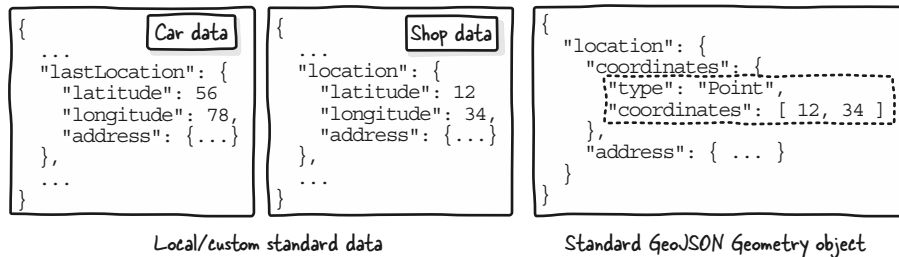 {
Car data
...
"lastLocation": {
"latitude": 56
"longitude": 78,
"address": {...}
},
...
}
{
Shop data
...
"location": {
"latitude": 12
"longitude": 34,
"address": {...}
},
...
}
Local/custom standard data
{
"location": {
"coordinates": {
"type": "Point",
"coordinates": [ 12, 34 ]
},
"address": { ... }
}
}
Standard GeoJSON Geometry object